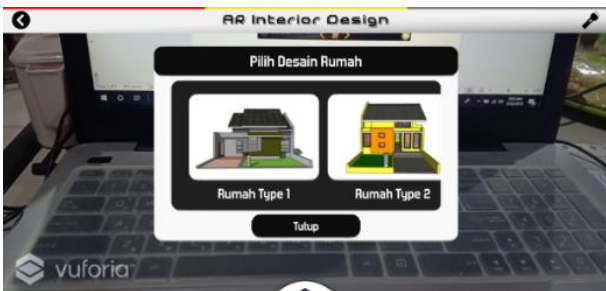 AR Interior Design
Pilih Desain Rumah
Rumah Type 1
Rumah Type 2
Tutup
vuforia